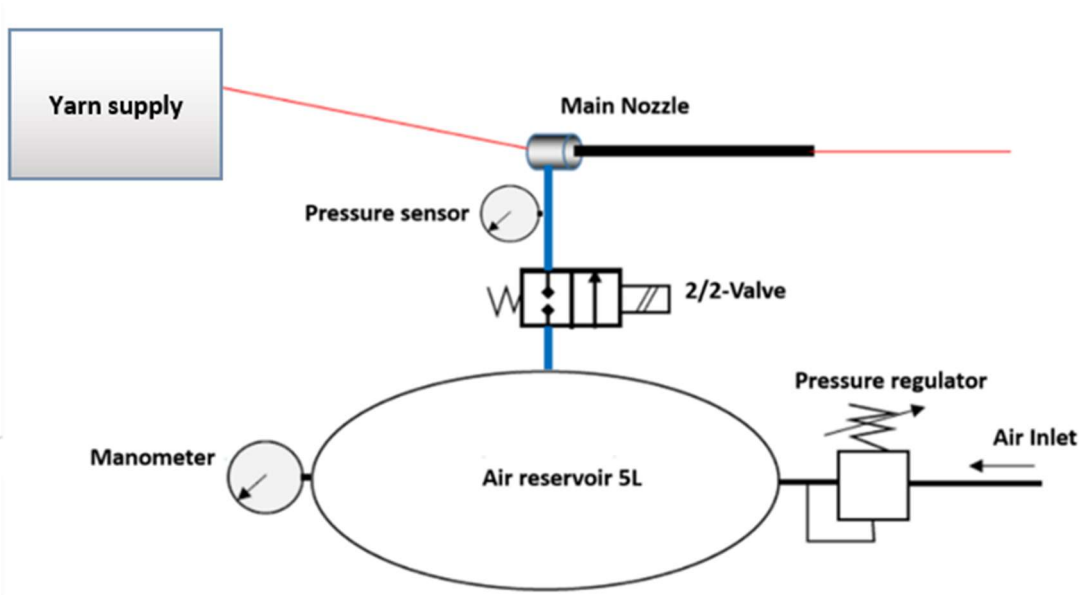 Yarn supply
Main Nozzle
Pressure sensor
2/2-Valve
Pressure regulator
Air Inlet
Manometer
Air reservoir 5L